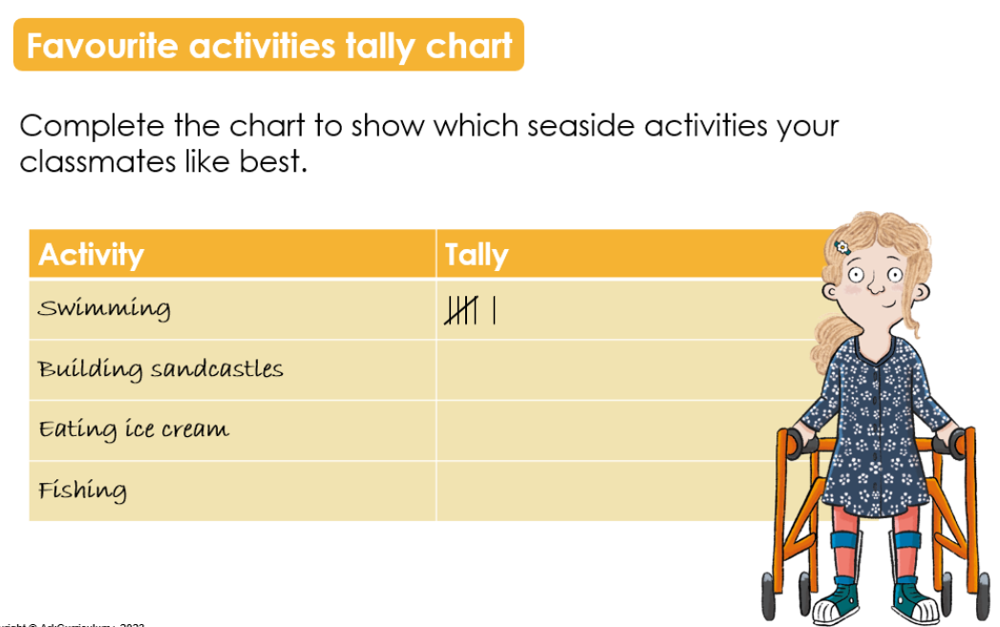 Favourite activities tally chart
Complete the chart to show which seaside activities your
classmates like best.
Activity Tally
Swimming
Building sandcastles
Eating ice cream
Fishing